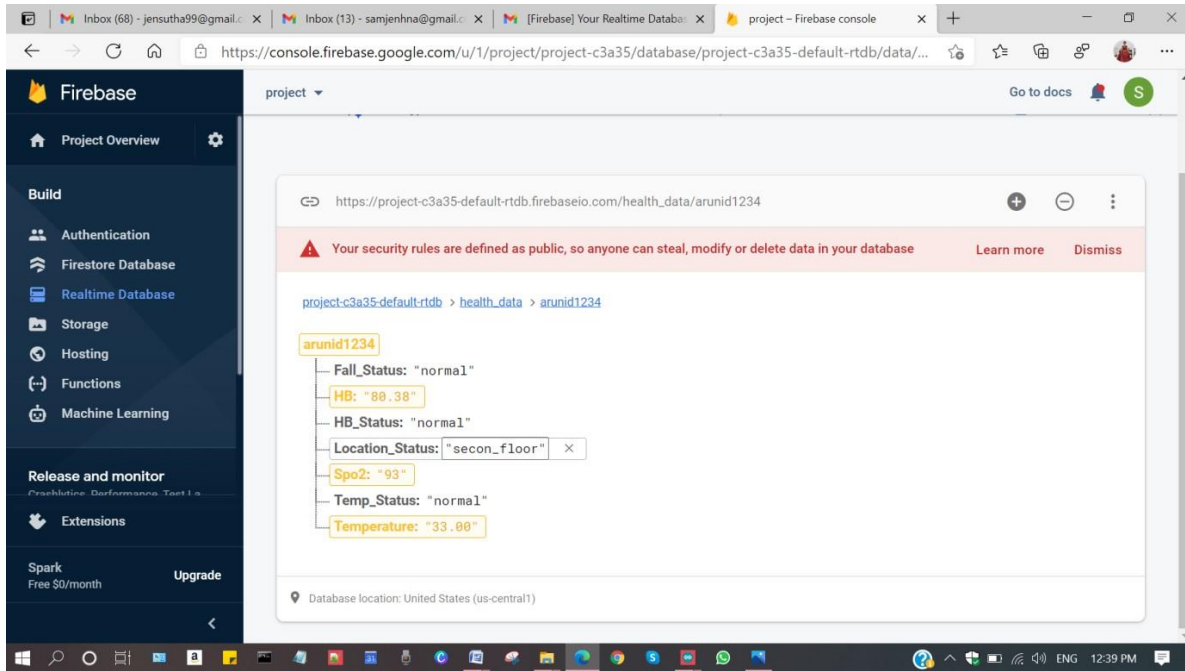 Inbox (68) - jensutha99@gmail.c
Inbox (13) - samjenhna@gmail.c
[Firebase] Your Realtime Databas
project – Firebase console
https://console.firebase.google.com/u/1/project/project-c3a35/database/project-c3a35-default-rtdb/data/...
Firebase
project
Go to docs
S
Project Overview
Build
Authentication
Firestore Database
Realtime Database
Storage
Hosting
Functions
Machine Learning
Release and monitor
Crashlytics, Performance, Test La...
Extensions
Spark
Free $0/month
Upgrade
https://project-c3a35-default-rtdb.firebaseio.com/health_data/arunid1234
Your security rules are defined as public, so anyone can steal, modify or delete data in your database
Learn more
Dismiss
project-c3a35-default-rtdb > health_data > arunid1234
arunid1234
Fall_Status: "normal"
HB: "80.38"
HB_Status: "normal"
Location_Status: "secon_floor"
Spo2: "93"
Temp_Status: "normal"
Temperature: "33.00"
Database location: United States (us-central1)
ENG 12:39 PM